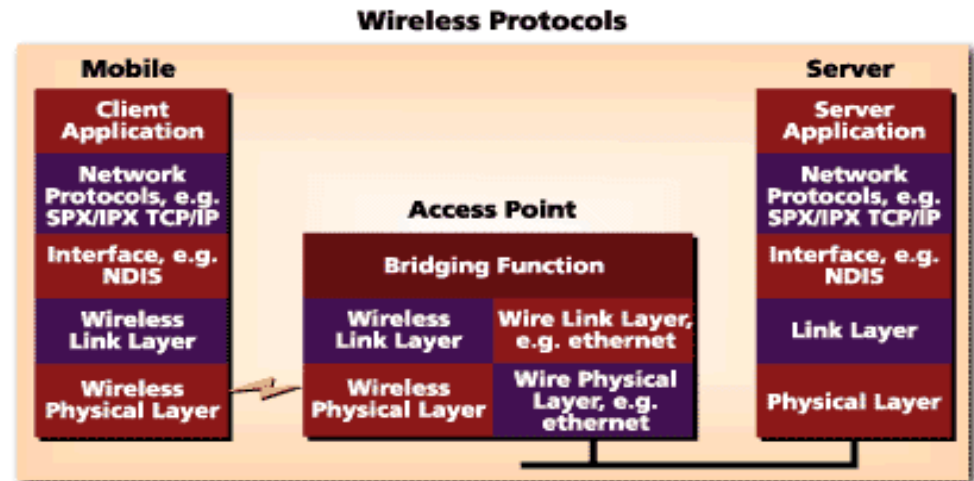 Wireless Protocols
Mobile
Client
Application
Network
Protocols, e.g.
SPX/IPX TCP/IP
Interface, e.g.
NDIS
Wireless
Link Layer
Wireless
Physical Layer
Access Point
Bridging Function
Wireless
Link Layer
Wire Link Layer,
e.g. ethernet
Wireless
Physical Layer
Wire Physical
Layer, e.g.
ethernet
Server
Server
Application
Network
Protocols, e.g.
SPX/IPX TCP/IP
Interface, e.g.
NDIS
Link Layer
Physical Layer